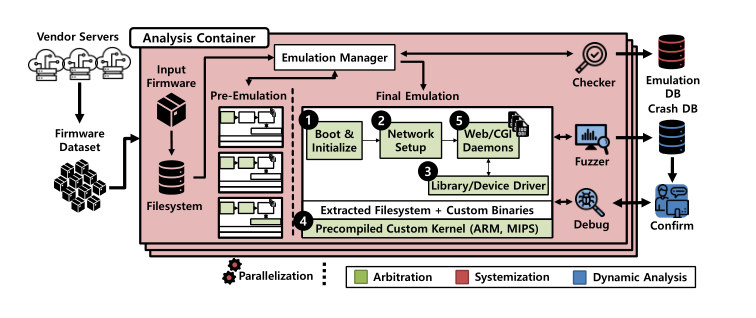 Vendor Servers
Analysis Container
Emulation Manager
Checker
Emulation
DB
Crash DB
Input
Firmware
Pre-Emulation
Final Emulation
1
Boot &
Initialize
2
Network
Setup
5
Web/CGI
Daemons
3
Library/Device Driver
Firmware
Dataset
Filesystem
Fuzzer
Extracted Filesystem + Custom Binaries
4
Precompiled Custom Kernel (ARM, MIPS)
Debug
Confirm
Parallelization
Arbitration
Systemization
Dynamic Analysis